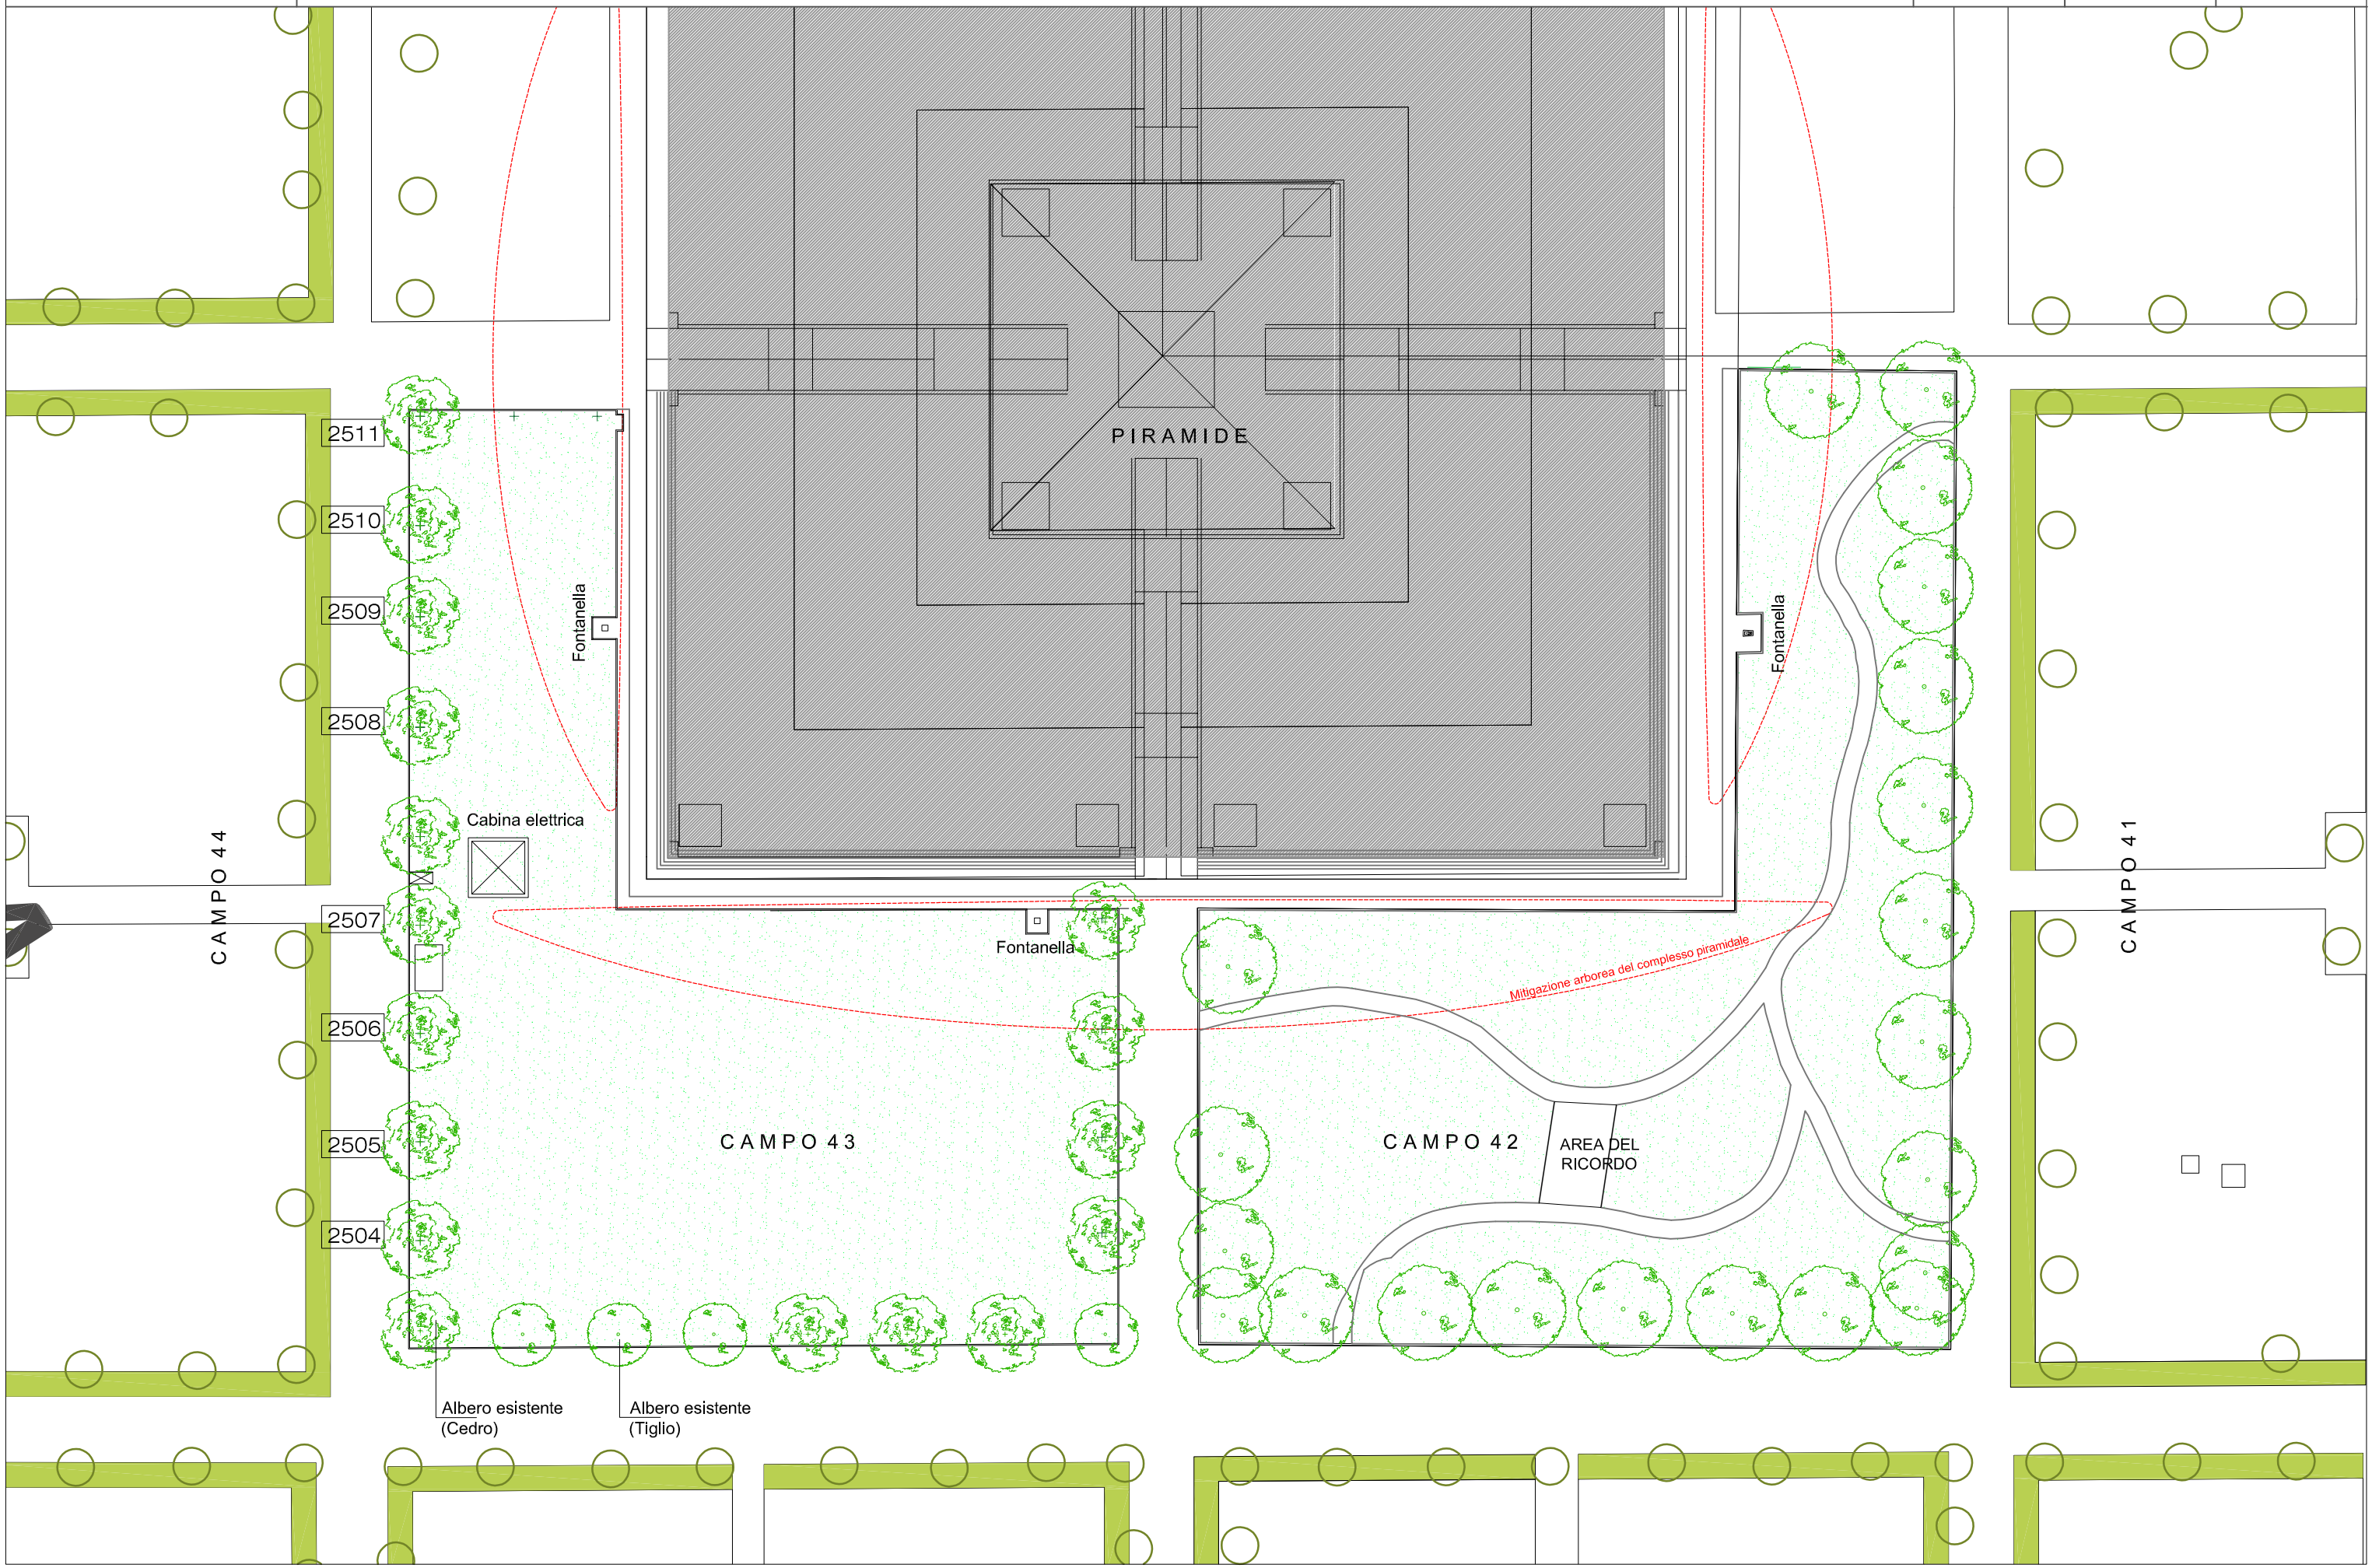 PIRAMIDE
2511
2510
2509
2508
2507
2506
2505
2504
Fontanella
Fontanella
Cabina elettrica
CAMPO 44
CAMPO 41
Fontanella
Mitigazione arborea del complesso piramidale
CAMPO 43
CAMPO 42
AREA DEL
RICORDO
Albero esistente
(Cedro)
Albero esistente
(Tiglio)